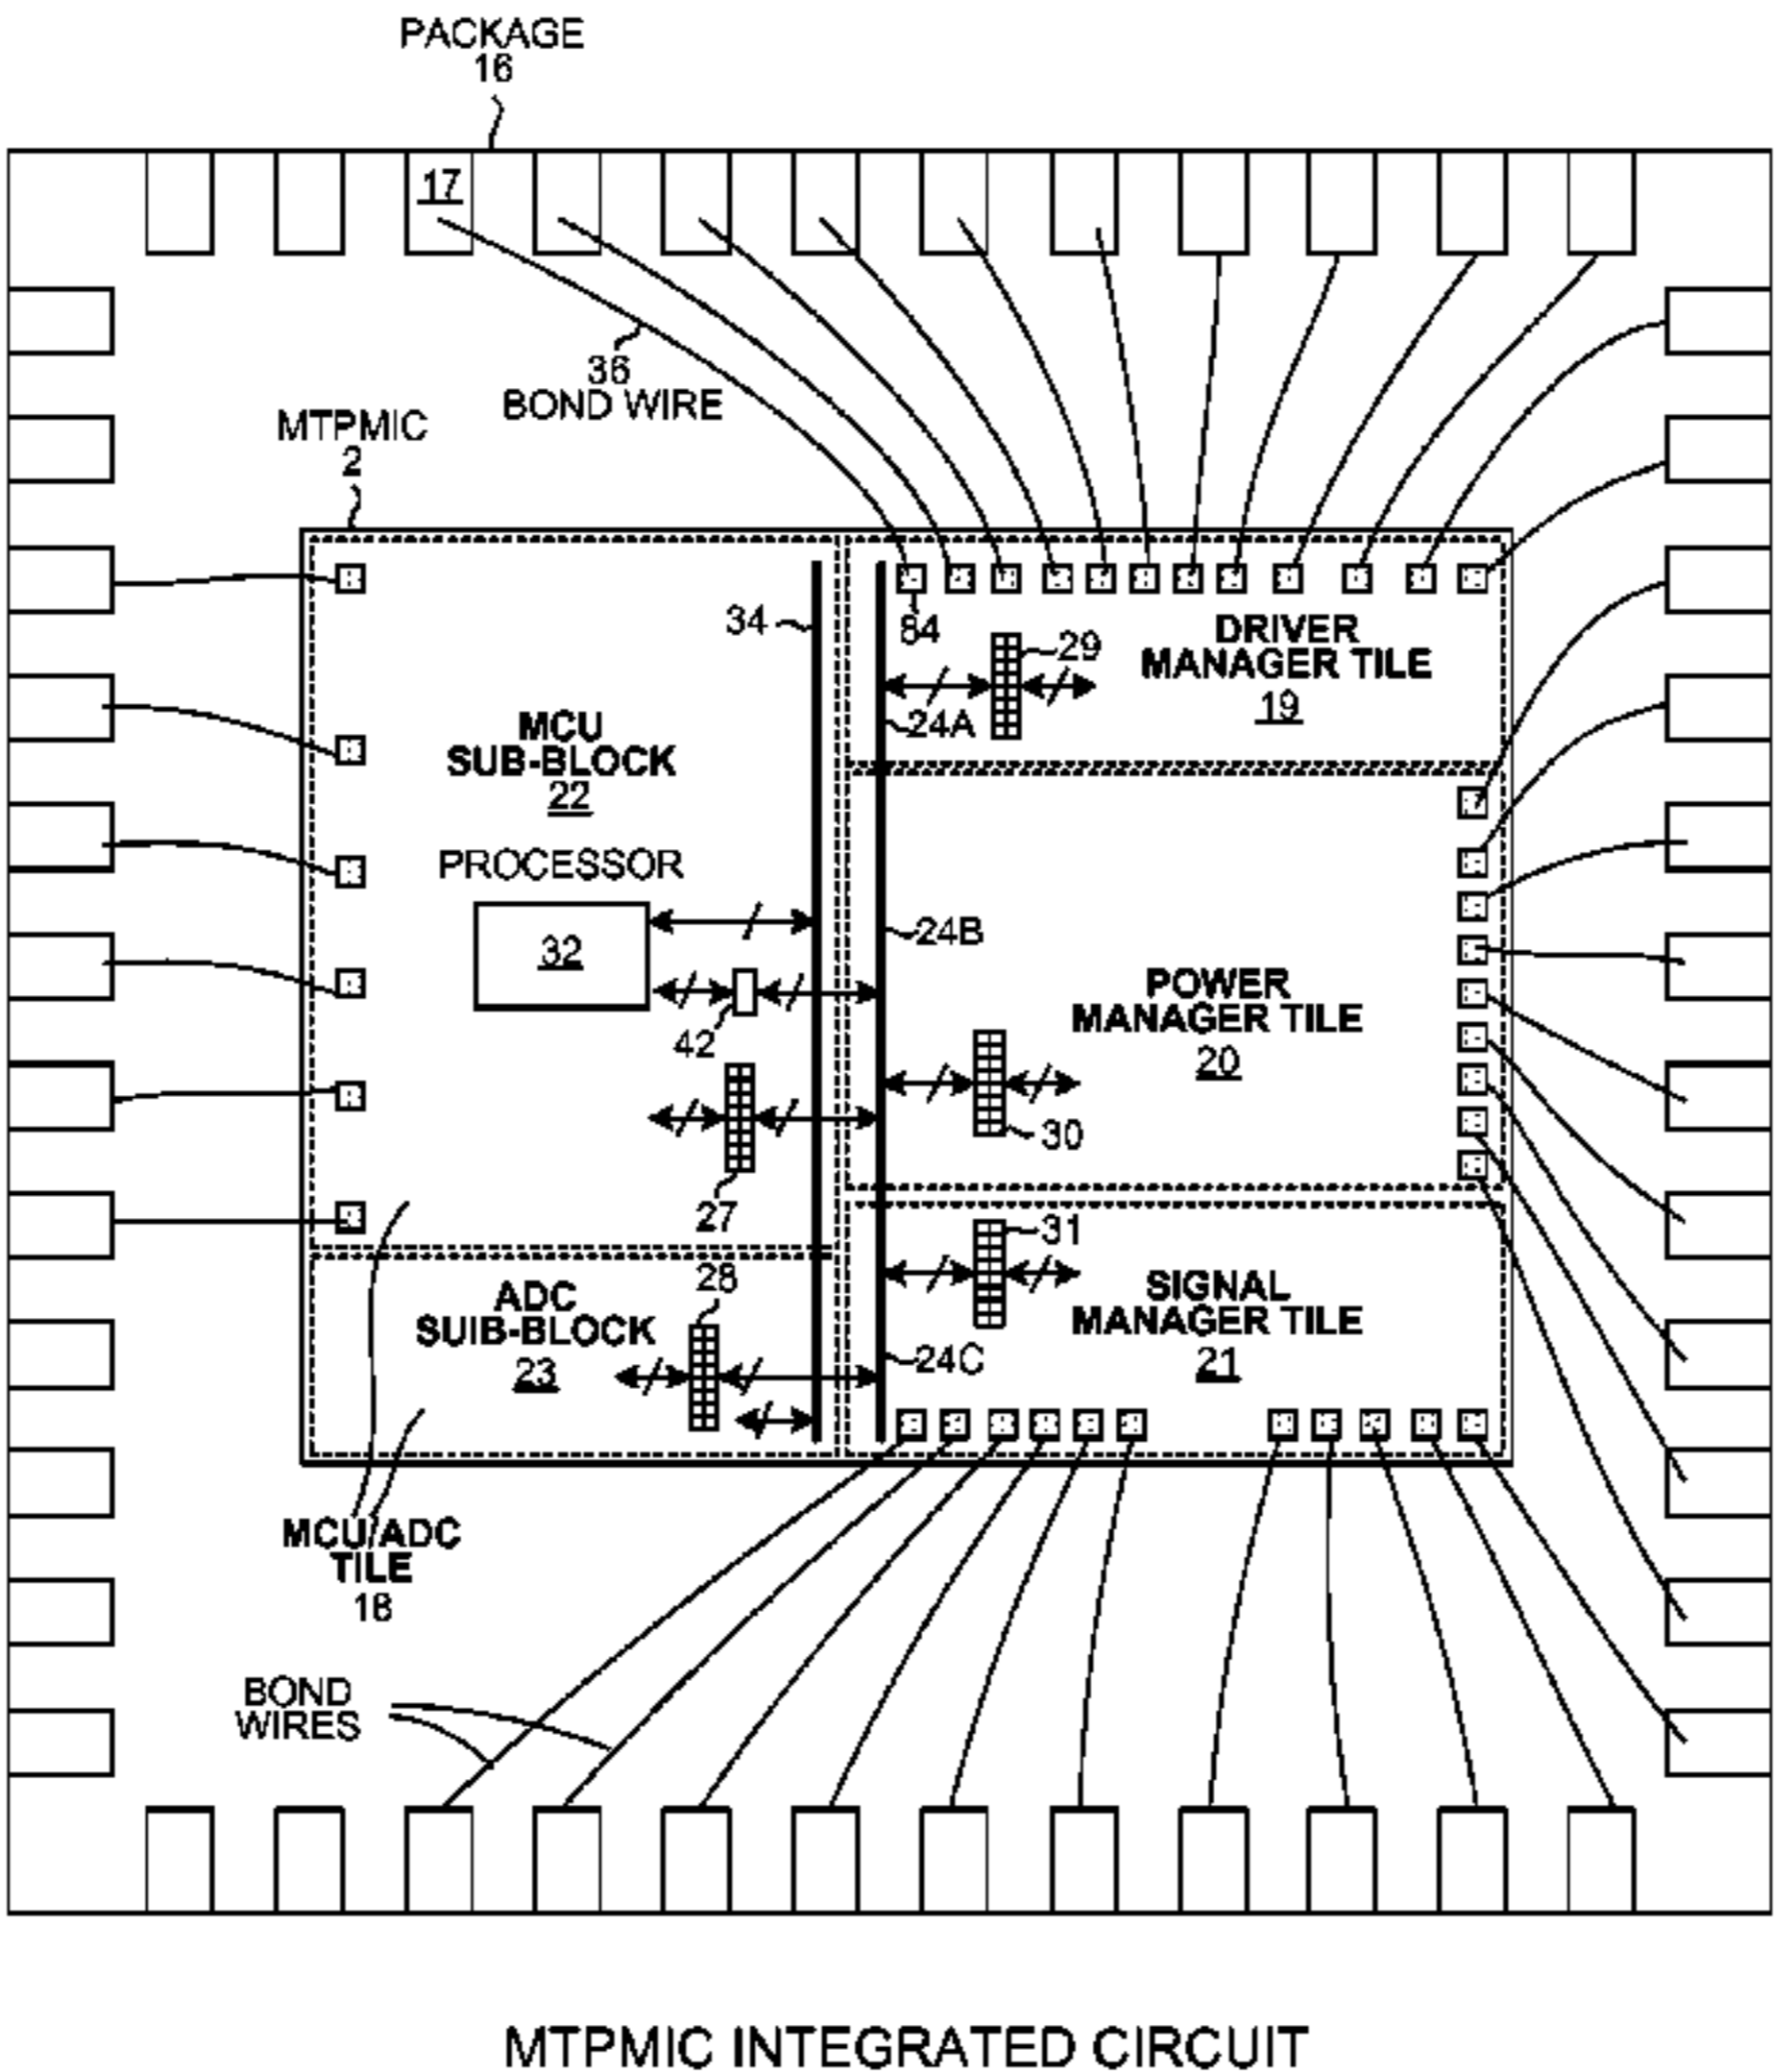 PACKAGE
16
17
36
BOND WIRE
MTPMIC
2
34
84
DRIVER
MANAGER TILE
19
29
24A
MCU
SUB-BLOCK
22
PROCESSOR
32
42
24B
POWER
MANAGER TILE
20
30
27
31
28
ADC
SUIB-BLOCK
23
SIGNAL
MANAGER TILE
21
24C
MCU/ADC
TILE
18
BOND
WIRES
MTPMIC INTEGRATED CIRCUIT